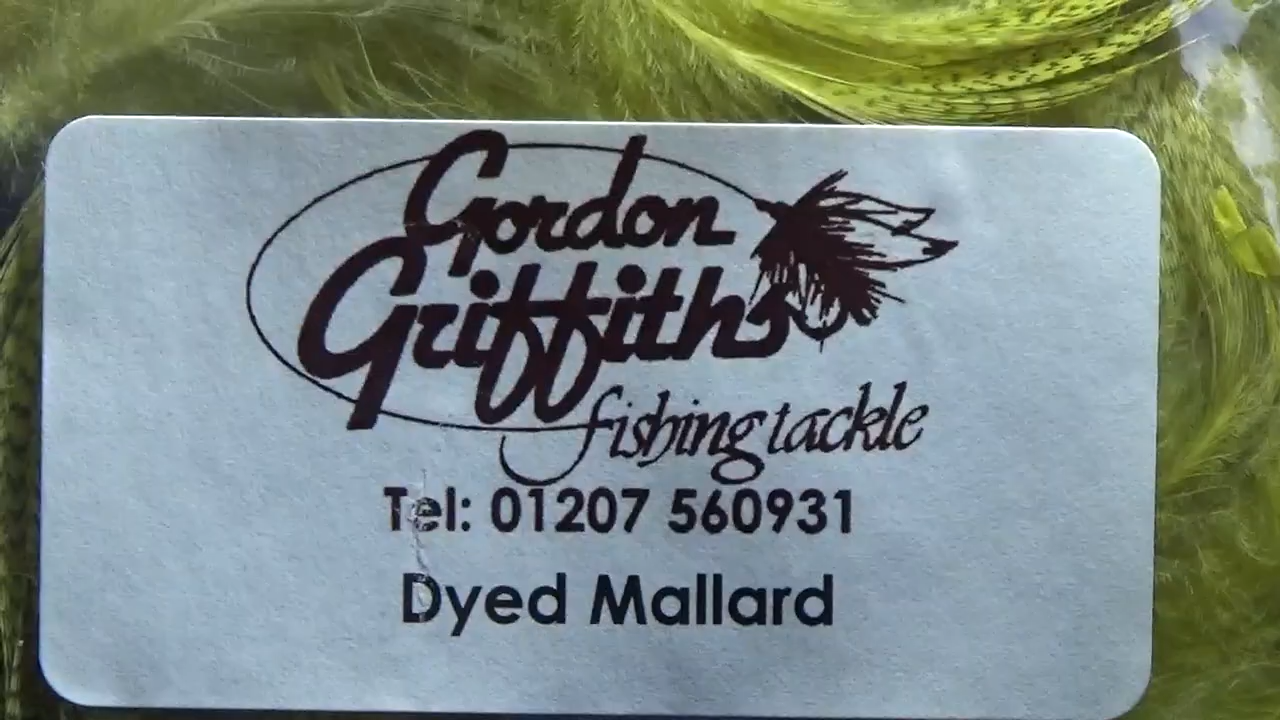 Gordon
Griffiths
fishing tackle
Tel: 01207 560931
Dyed Mallard